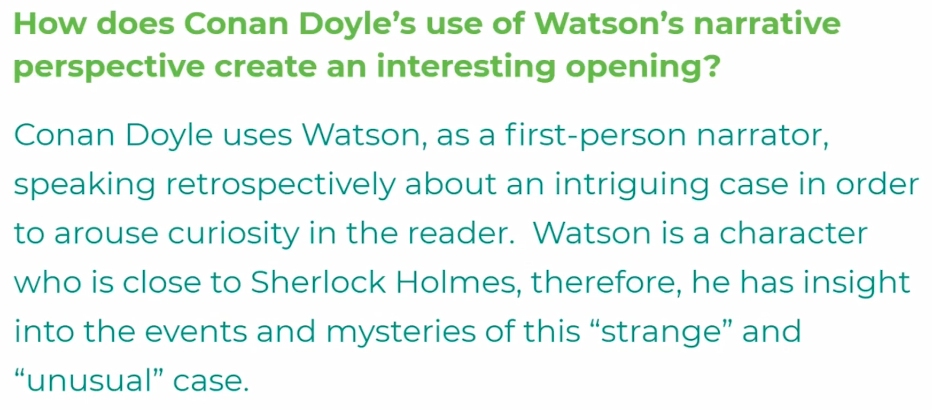 How does Conan Doyle’s use of Watson’s narrative
perspective create an interesting opening?
Conan Doyle uses Watson, as a first-person narrator,
speaking retrospectively about an intriguing case in order
to arouse curiosity in the reader.  Watson is a character
who is close to Sherlock Holmes, therefore, he has insight
into the events and mysteries of this “strange” and
“unusual” case.